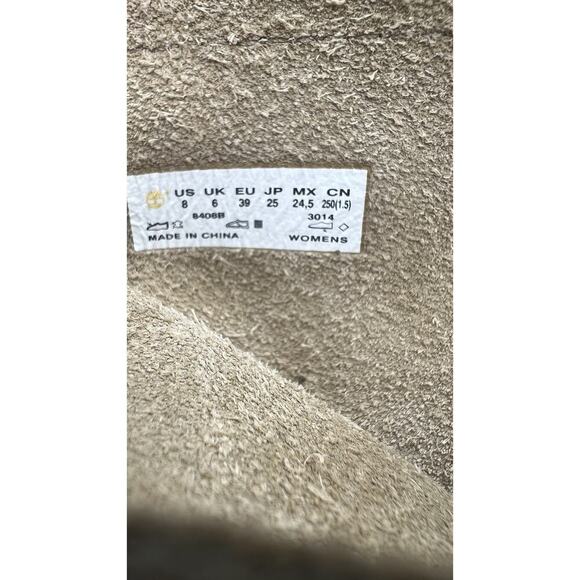 US UK EU JP MX CN
8 6 39 25 24,5 250(1.5)
8408B 3014
MADE IN CHINA WOMENS